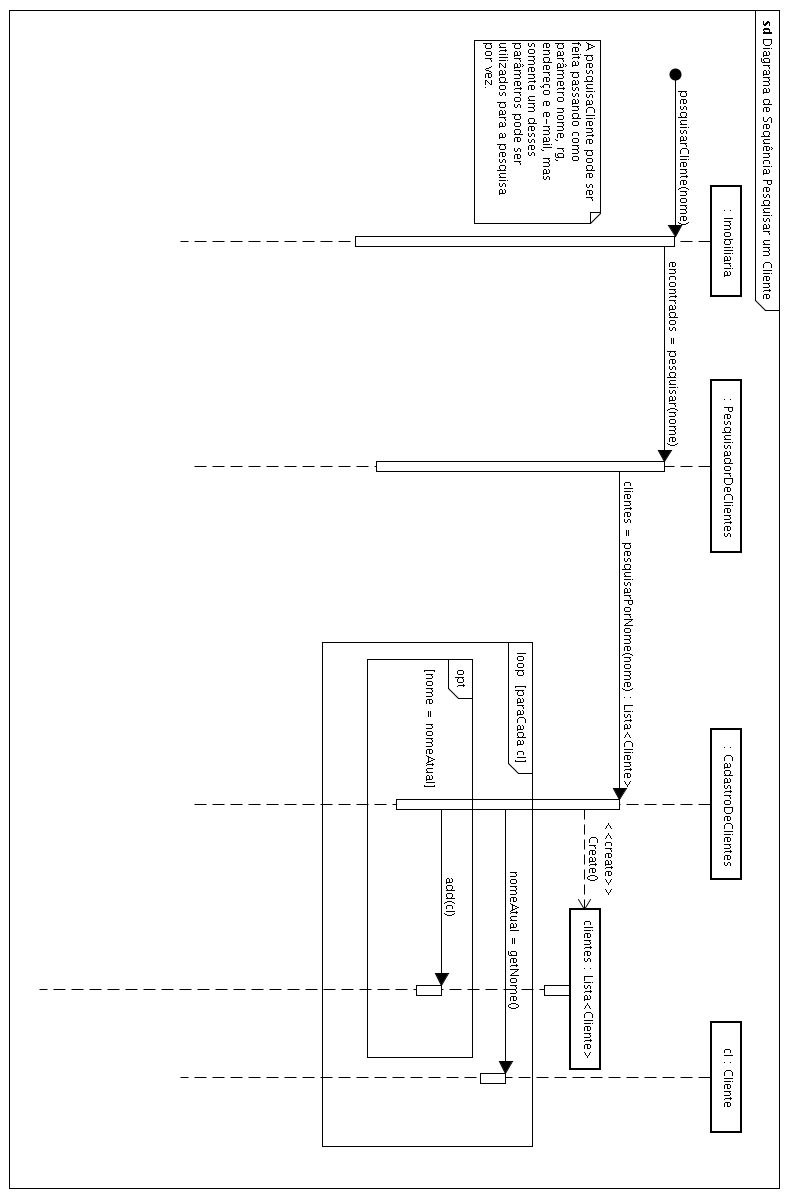 sd Diagrama de Sequência Pesquisar um Cliente
: Imobiliaria
: PesquisadorDeClientes
: CadastroDeClientes
cl : Cliente
pesquisarCliente(nome)
encontrados = pesquisar(nome)
clientes = pesquisarPorNome(nome) : Lista<Cliente>
A pesquisaCliente pode ser
feita passando como
parâmetro nome, rg,
endereço e e-mail, mas
somente um desses
parâmetros pode ser
utilizados para a pesquisa
por vez.
<<create>>
Create()
clientes : Lista<Cliente>
loop [paraCada cl]
nomeAtual = getNome()
opt
[nome = nomeAtual]
add(cl)